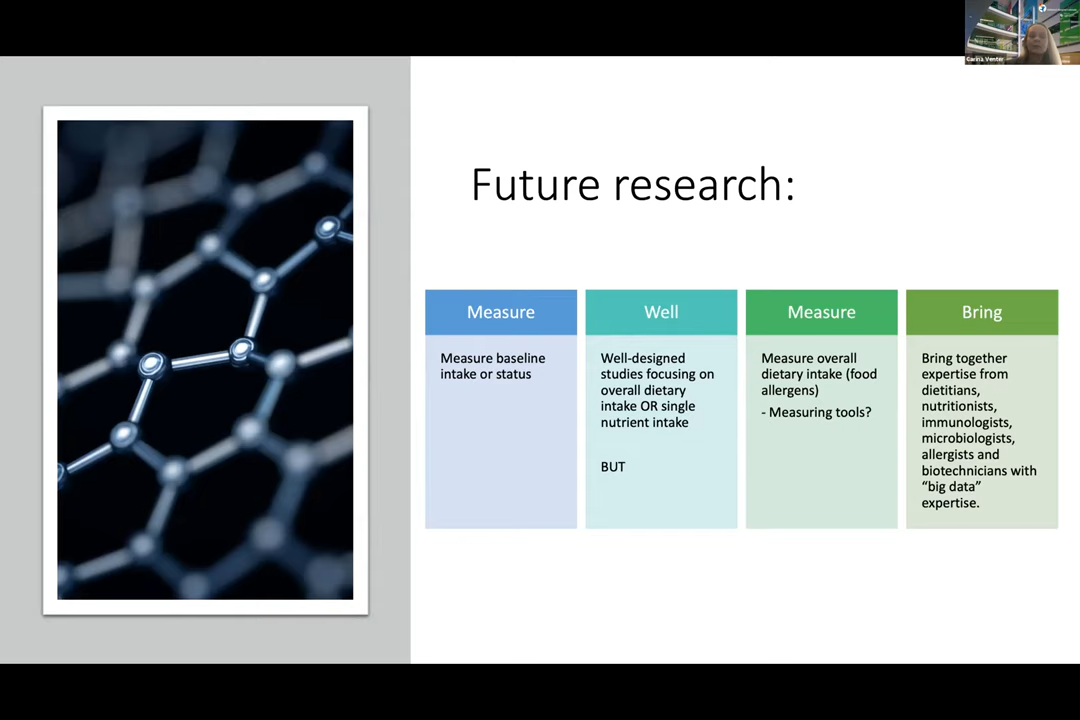 Carina Venter
Future research:
Measure
Measure baseline
intake or status
Well
Well-designed
studies focusing on
overall dietary
intake OR single
nutrient intake
BUT
Measure
Measure overall
dietary intake (food
allergens)
- Measuring tools?
Bring
Bring together
expertise from
dietitians,
nutritionists,
immunologists,
microbiologists,
allergists and
biotechnicians with
“big data”
expertise.